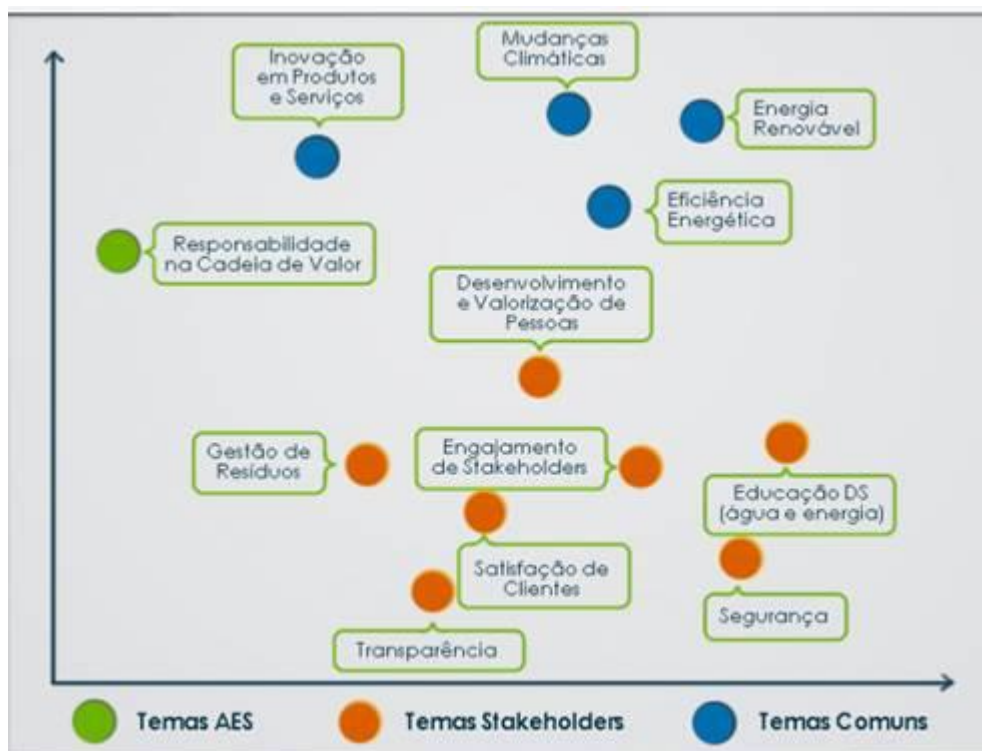 Mudanças
Climáticas
Inovação
em Produtos
e Serviços
Energia
Renovável
Eficiência
Energética
Responsabilidade
na Cadeia de Valor
Desenvolvimento
e Valorização de
Pessoas
Gestão de
Resíduos
Engajamento
de Stakeholders
Educação DS
(água e energia)
Satisfação de
Clientes
Segurança
Transparência
Temas AES
Temas Stakeholders
Temas Comuns